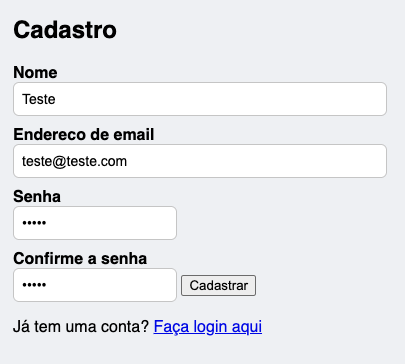 Cadastro
Nome
Teste
Endereco de email
teste@teste.com
Senha
•••••
Confirme a senha
••••• Cadastrar
Já tem uma conta? Faça login aqui